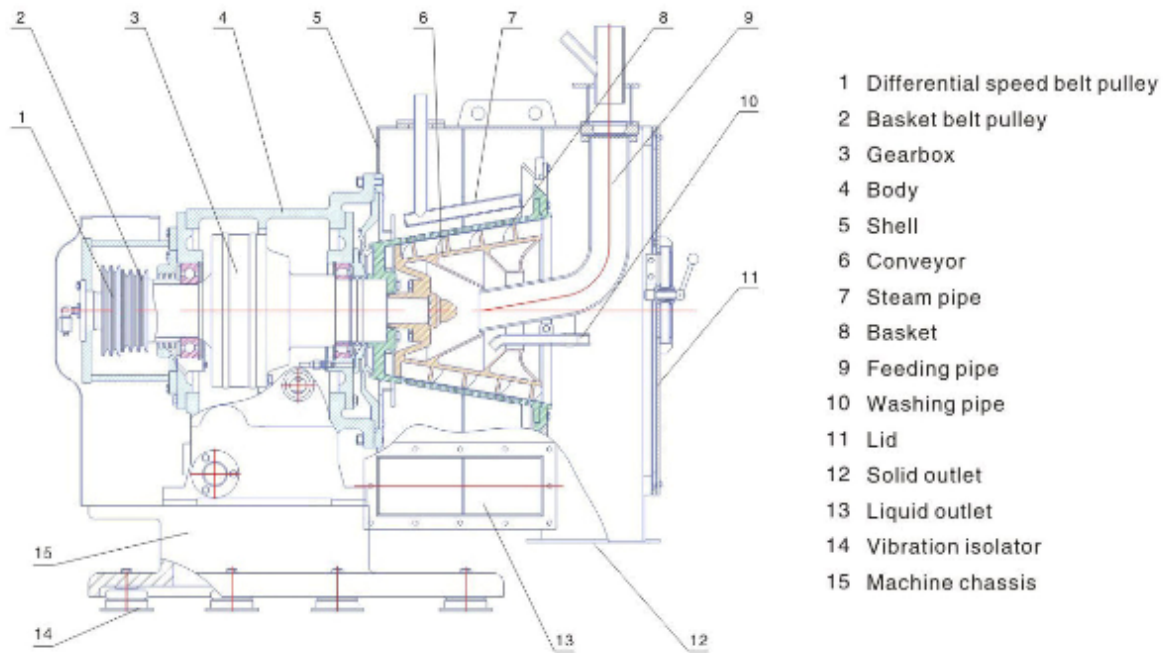 2
3
4
5
6
7
8
9
1
10
11
15
14
13
12
1 Differential speed belt pulley
2 Basket belt pulley
3 Gearbox
4 Body
5 Shell
6 Conveyor
7 Steam pipe
8 Basket
9 Feeding pipe
10 Washing pipe
11 Lid
12 Solid outlet
13 Liquid outlet
14 Vibration isolator
15 Machine chassis